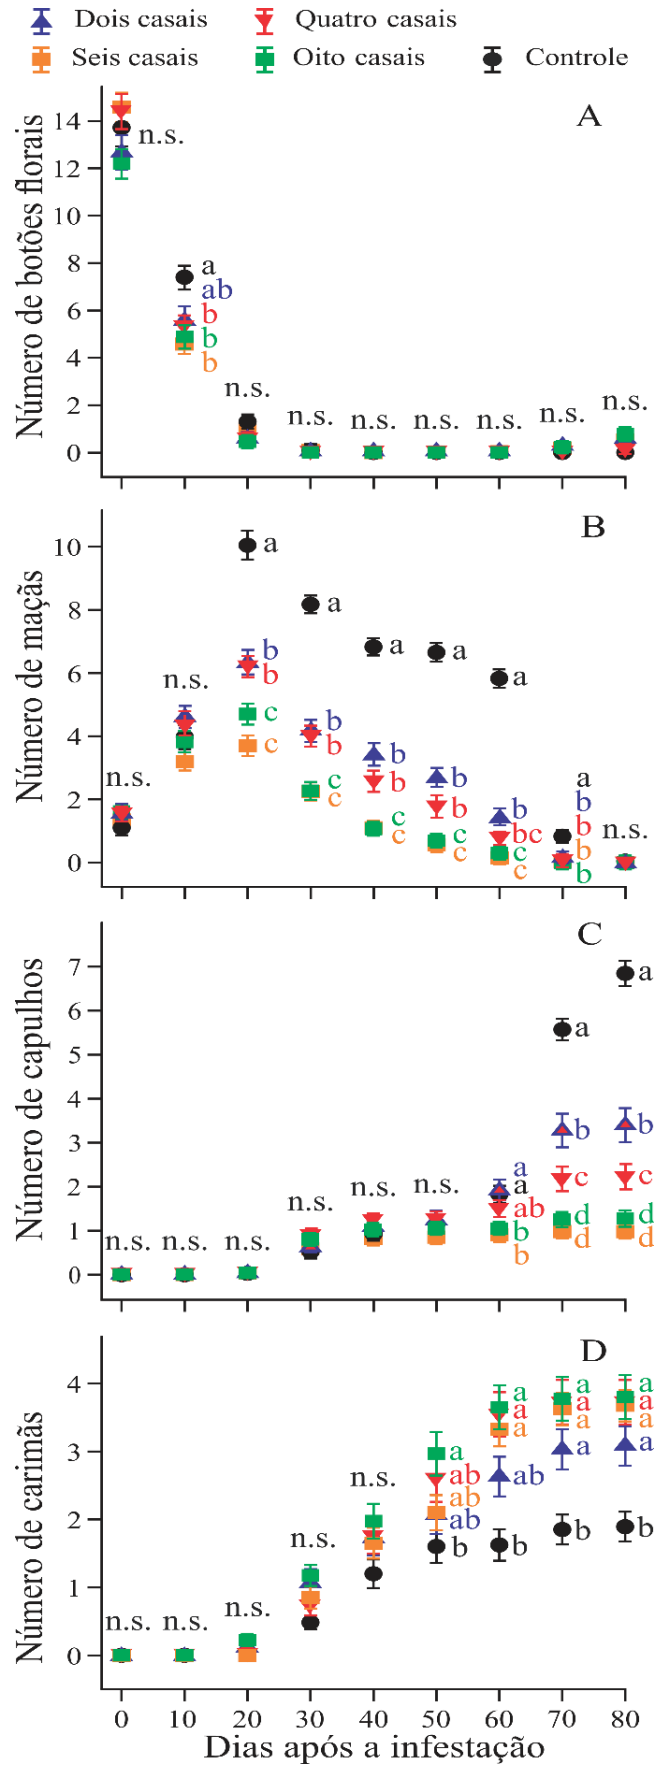 Dois casais Quatro casais
Seis casais Oito casais Controle
A
Número de botões florais
14
12
10
8
6
4
2
0
n.s.
a
ab
b
b
b
n.s.
n.s.
n.s.
n.s.
n.s.
n.s.
n.s.
B
Número de maçãs
10
8
6
4
2
0
n.s.
n.s.
a
b
b
c
c
a
b
b
c
c
a
b
b
c
c
a
b
b
c
c
a
b
bc
c
c
a
b
b
b
b
n.s.
C
Número de capulhos
7
6
5
4
3
2
1
0
n.s.
n.s.
n.s.
n.s.
n.s.
n.s.
a
a
ab
b
b
a
b
c
d
d
a
b
c
d
d
D
Número de carimãs
4
3
2
1
0
n.s.
n.s.
n.s.
n.s.
n.s.
a
ab
ab
ab
b
a
a
a
ab
b
a
a
a
a
b
a
a
a
a
b
0 10 20 30 40 50 60 70 80
Dias após a infestação